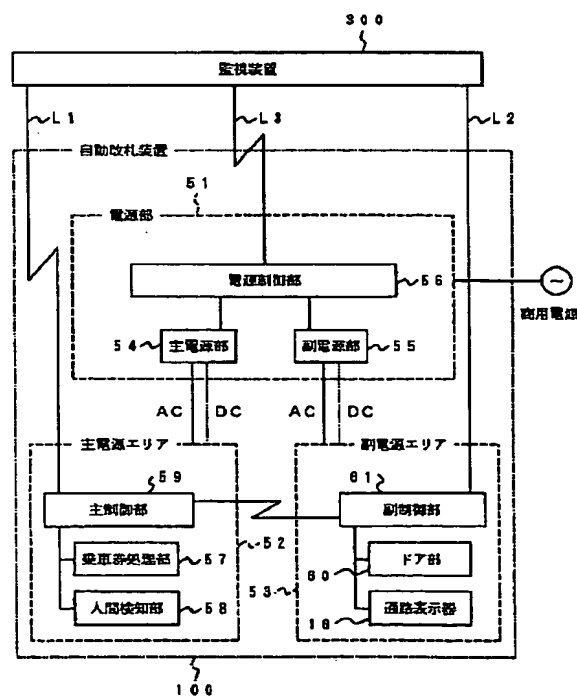 300
監視装置
L1
L3
L2
自動改札装置
51
電源部
電源制御部
56
商用電源
54
主電源部
副電源部
55
AC
DC
AC
DC
主電源エリア
副電源エリア
59
61
主制御部
副制御部
52
乗車券処理部
57
ドア部
60
53
人間検知部
58
通路表示器
16
100